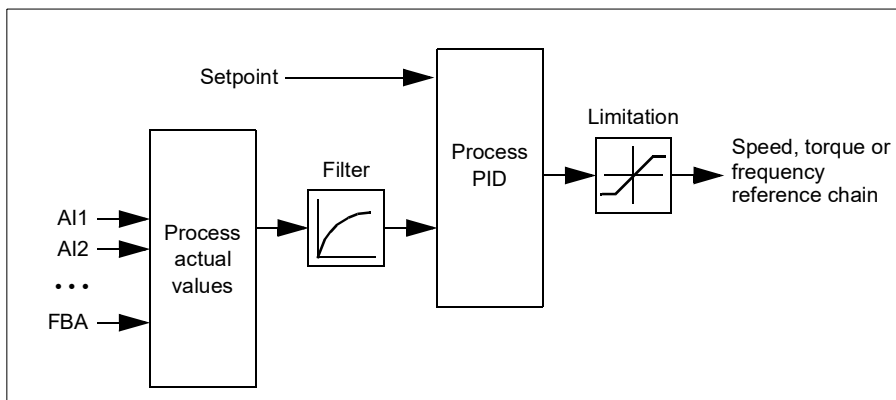 Setpoint
Limitation
Process
PID
Speed, torque or
frequency
reference chain
Filter
AI1
AI2
• • •
FBA
Process
actual
values